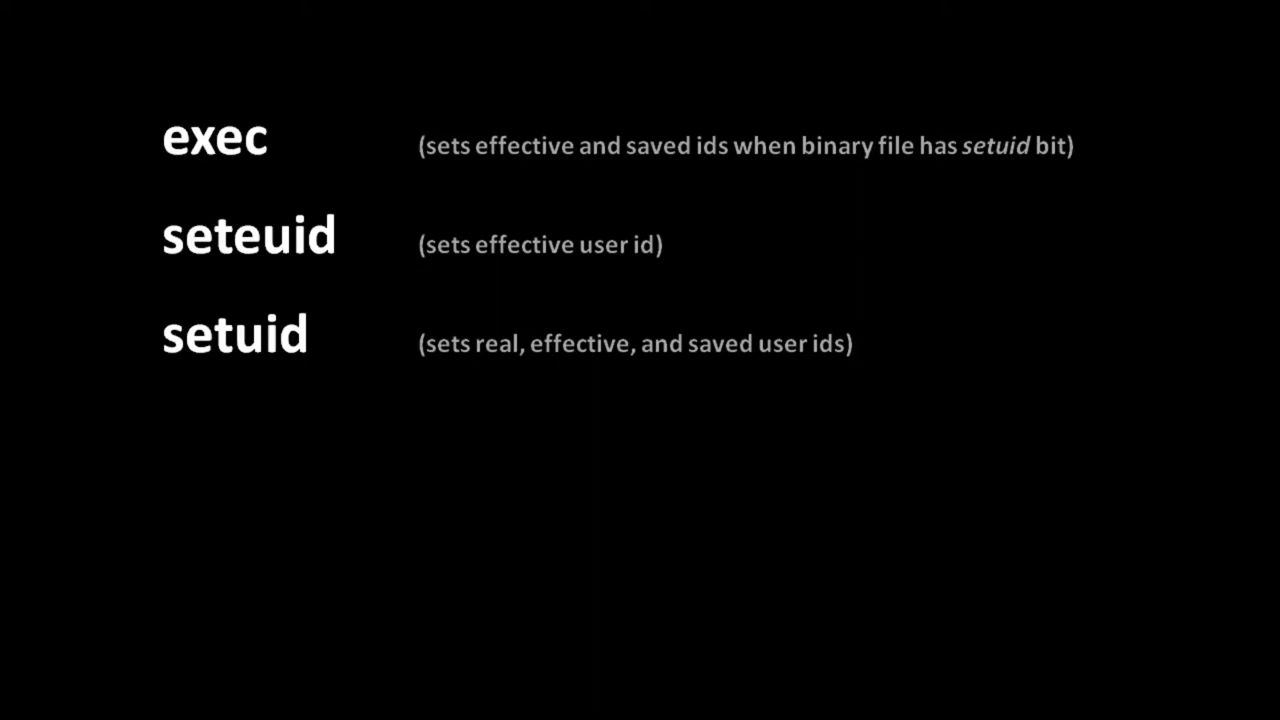 exec (sets effective and saved ids when binary file has setuid bit)
seteuid (sets effective user id)
setuid (sets real, effective, and saved user ids)